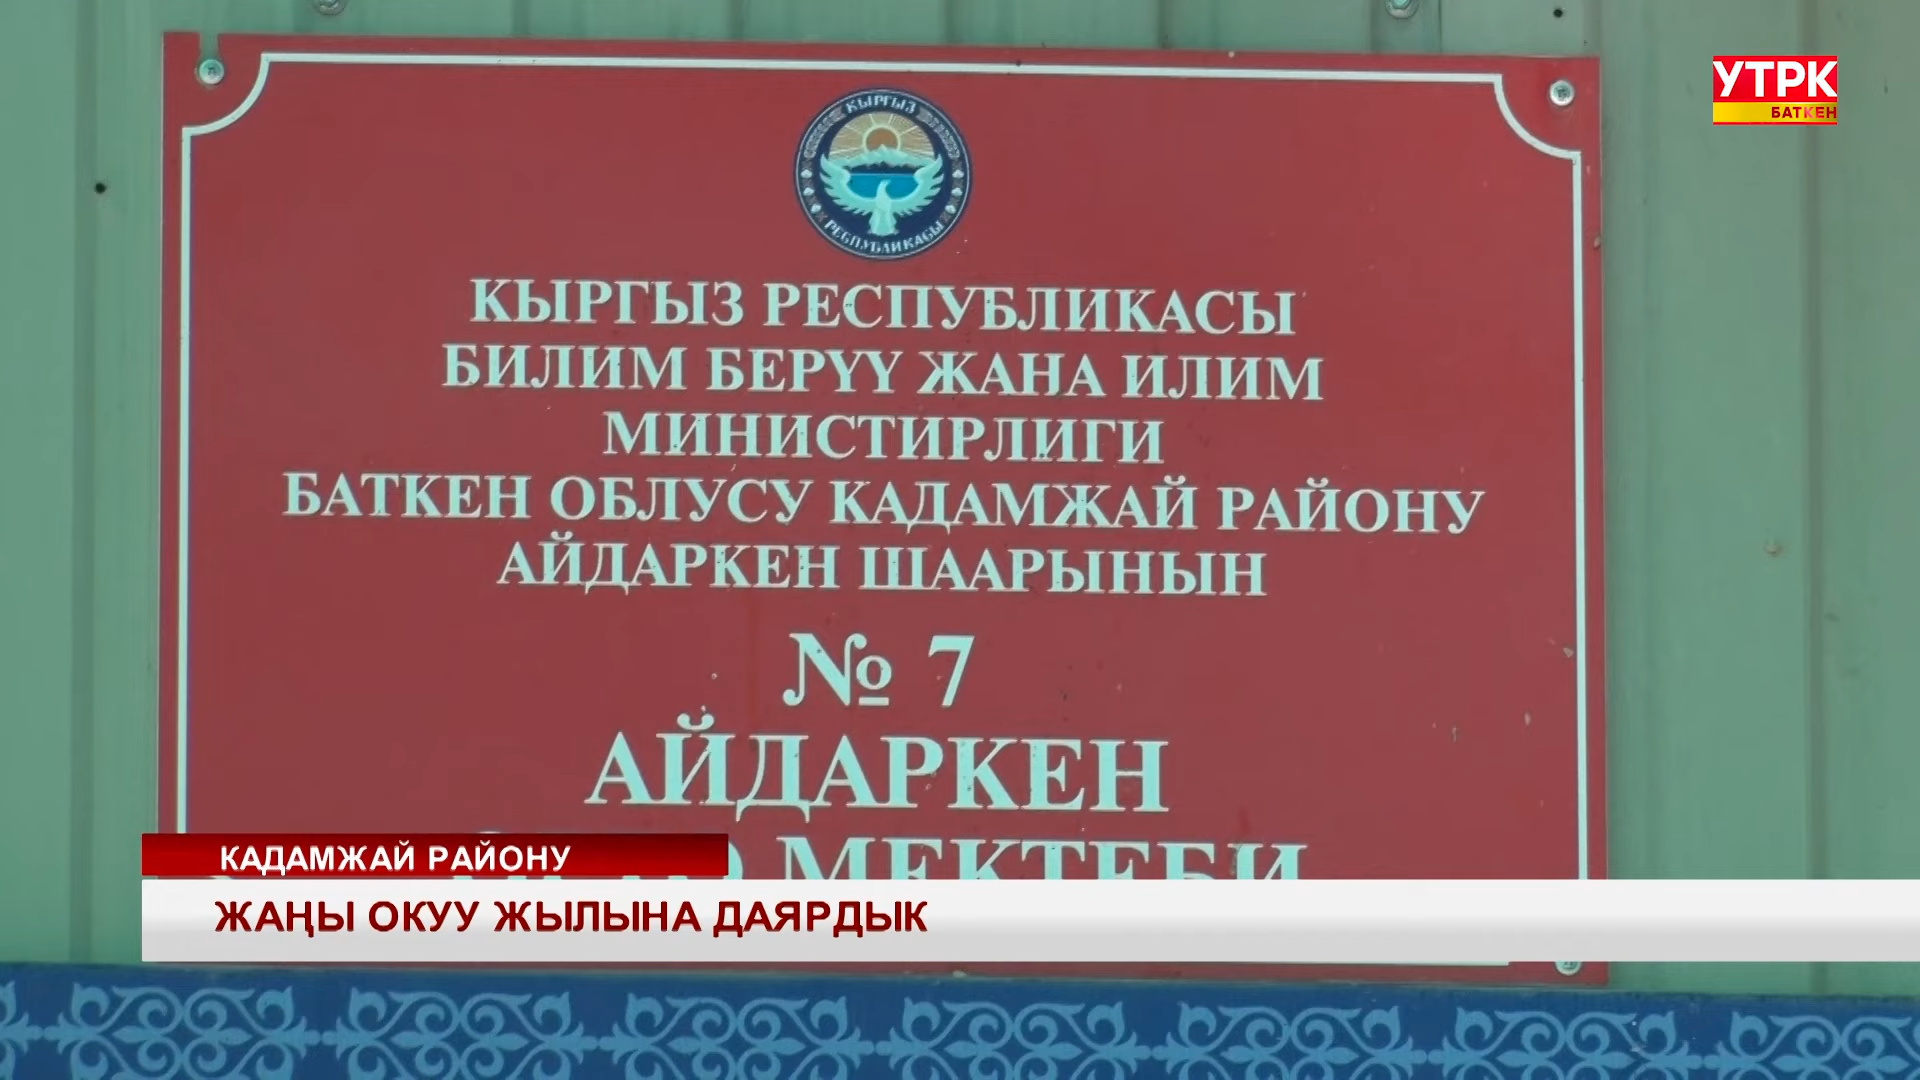 УТРК
БАТКЕН
КЫРГЫЗ
РЕСПУБЛИКАСЫ
КЫРГЫЗ РЕСПУБЛИКАСЫ
БИЛИМ БЕРҮҮ ЖАНА ИЛИМ
МИНИСТИРЛИГИ
БАТКЕН ОБЛУСУ КАДАМЖАЙ РАЙОНУ
АЙДАРКЕН ШААРЫНЫН
№ 7
АЙДАРКЕН
МЕКТЕБИ
КАДАМЖАЙ РАЙОНУ
ЖАҢЫ ОКУУ ЖЫЛЫНА ДАЯРДЫК